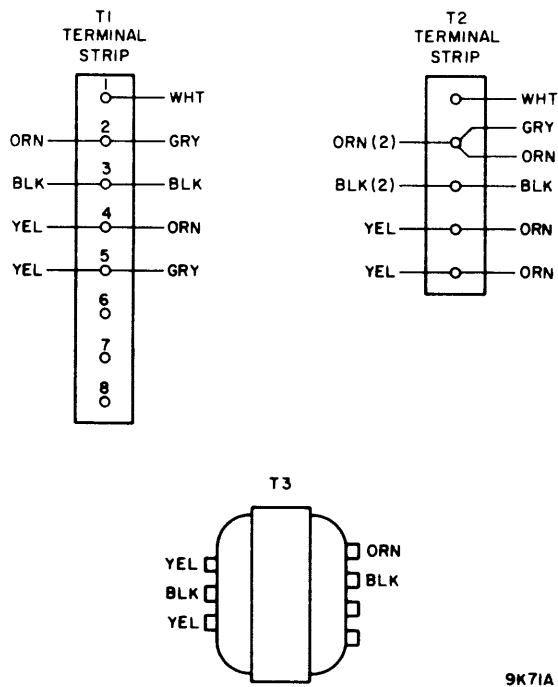 T1
TERMINAL
STRIP
1
WHT
ORN 2 GRY
BLK 3 BLK
YEL 4 ORN
YEL 5 GRY
6
7
8
T2
TERMINAL
STRIP
WHT
GRY
ORN (2)
ORN
BLK (2) BLK
YEL ORN
YEL ORN
T3
YEL ORN
BLK BLK
YEL
9K71A